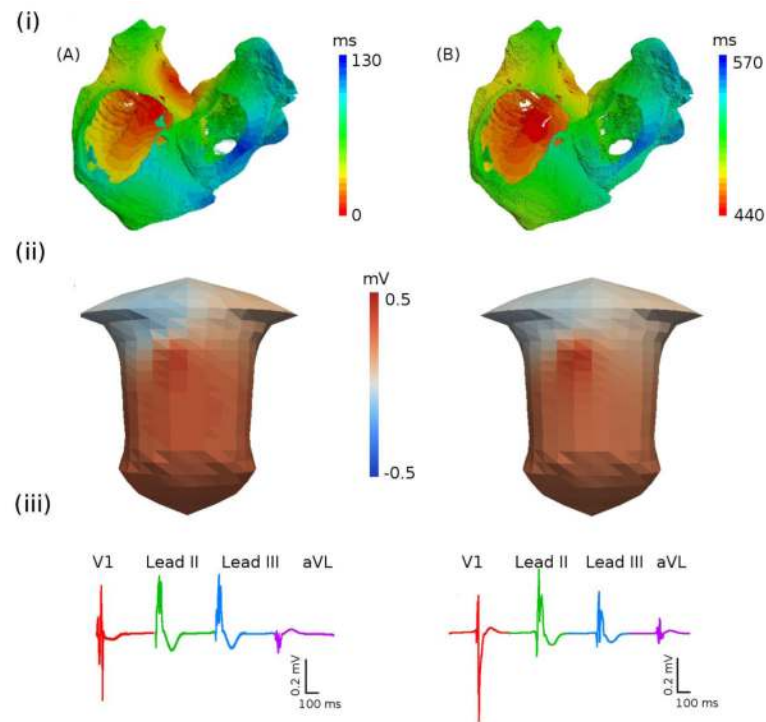 (i)
(A)
ms
130
0
(B)
ms
570
440
(ii)
mV
0.5
-0.5
(iii)
V1 Lead II Lead III aVL
0.2 mV
100 ms
V1 Lead II Lead III aVL
0.2 mV
100 ms